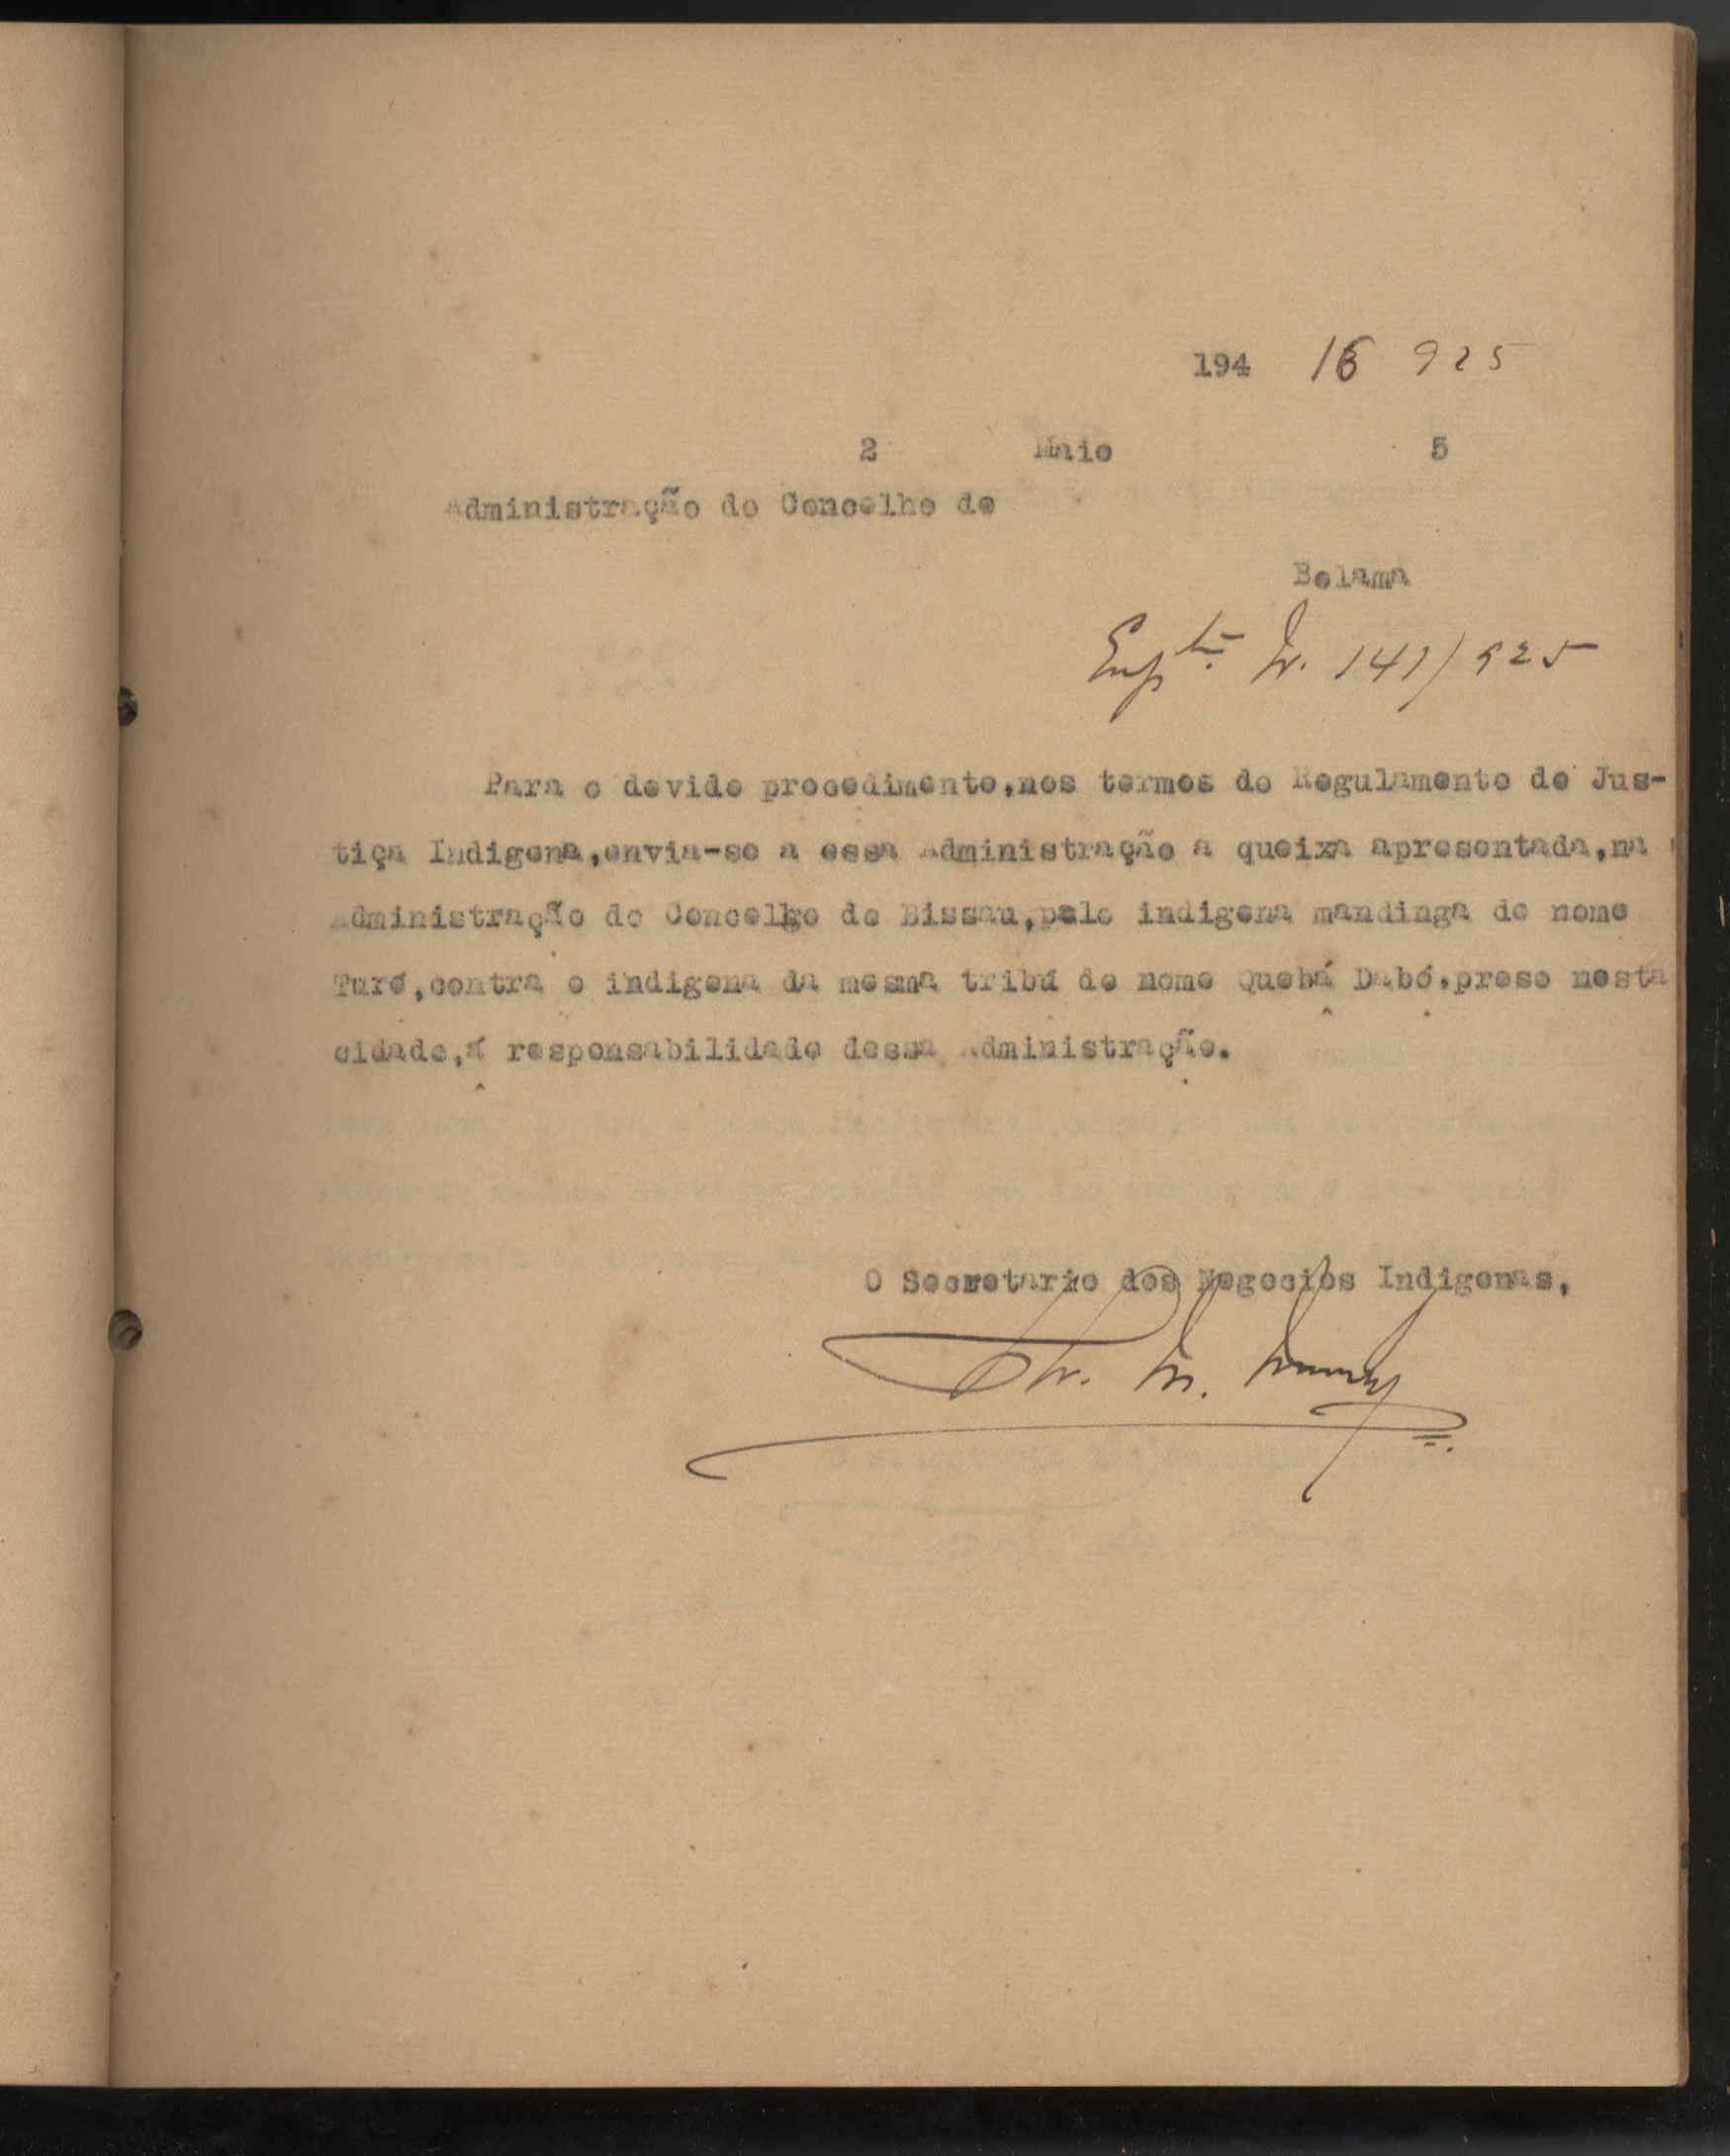 194 16 925
2 Maio 5
Administração do Concelho de
Bolama
N. 141/925
Para o devido procedimento,nos termos do Regulamento de Jus-
tiça Indigena,envia-se a essa Administração a queixa apresentada,na
Administração do Concelho de Bissau,pelo indigena mandinga de nome
Turé,contra o indigena da mesma tribú de nome Quebá Dabó.preso nesta
cidade,á responsabilidade dessa Administração.
O Secretario dos Negocios Indigenas,